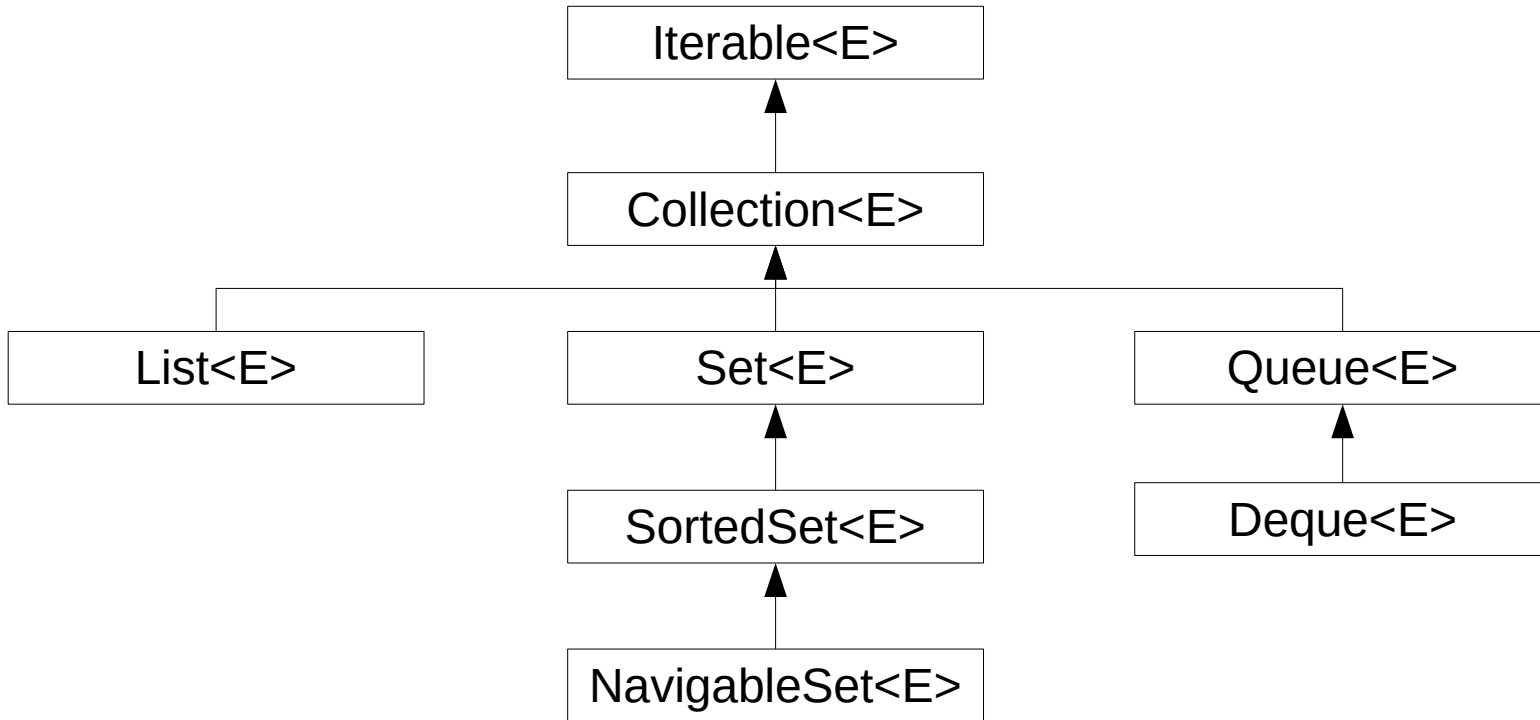 Iterable<E>
Collection<E>
List<E>
Set<E>
Queue<E>
SortedSet<E>
Deque<E>
NavigableSet<E>